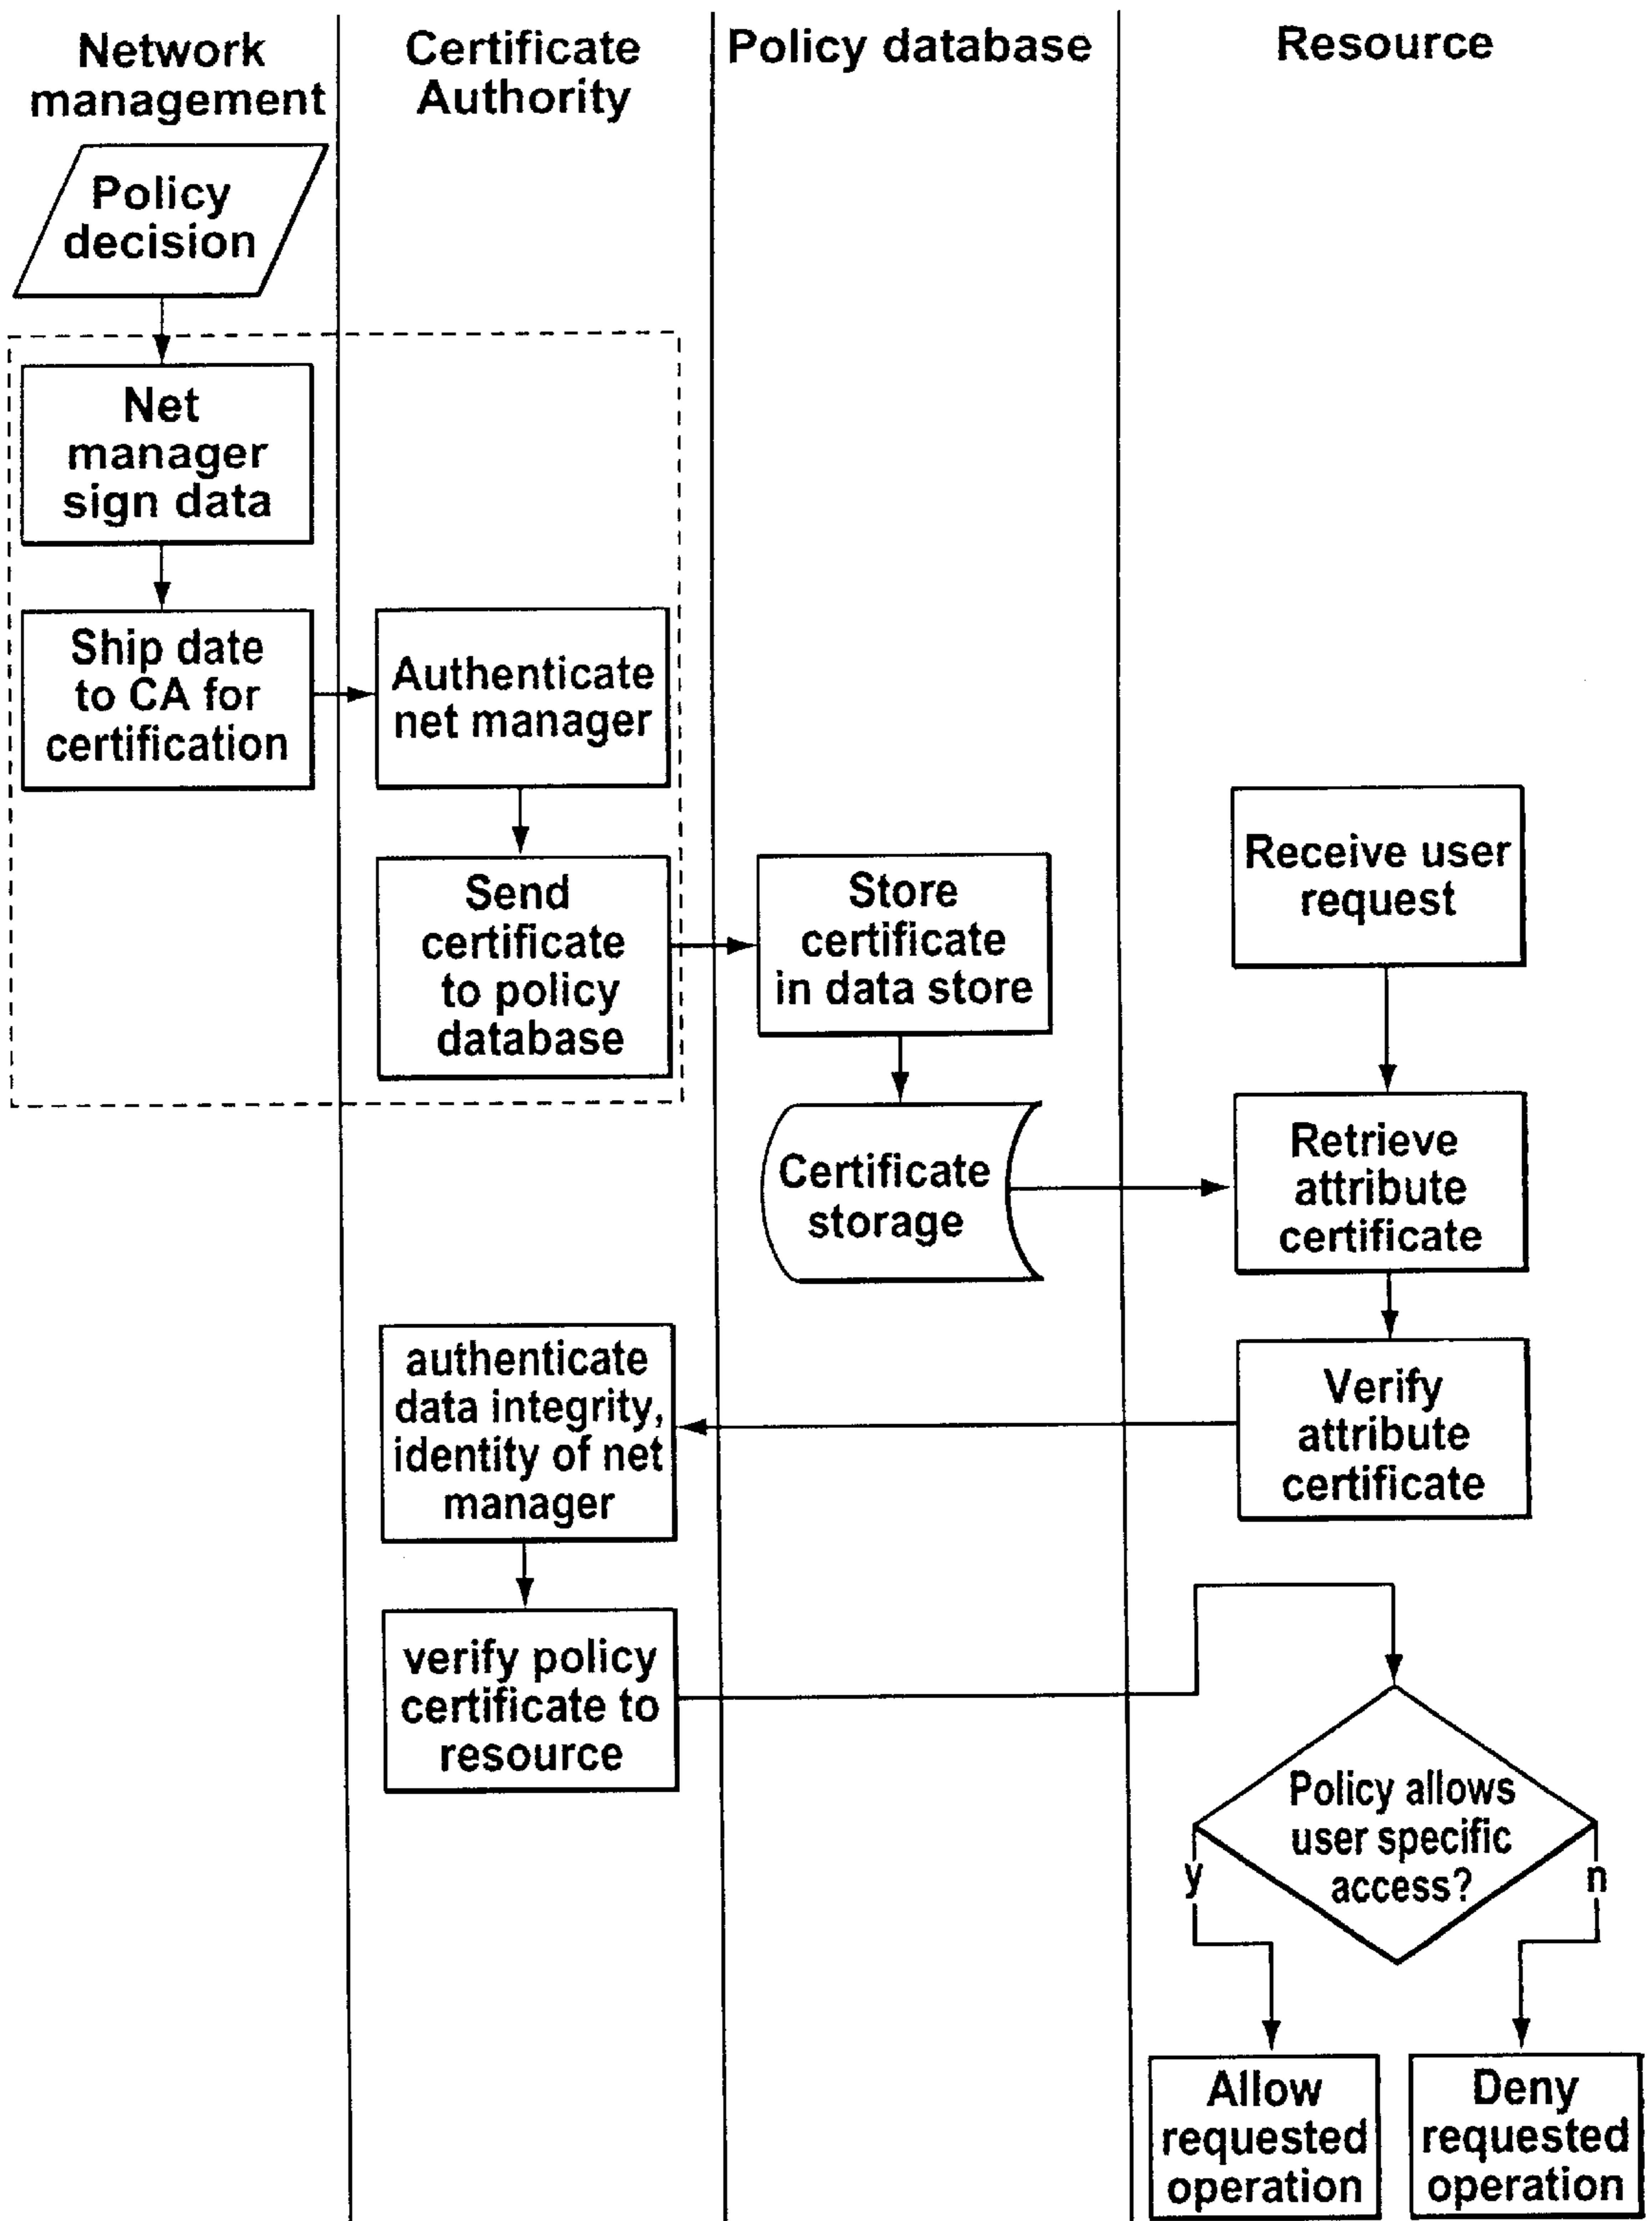 Network
management
Certificate
Authority
Policy database
Resource
Policy
decision
Net
manager
sign data
Ship date
to CA for
certification
Authenticate
net manager
Send
certificate
to policy
database
Store
certificate
in data store
Receive user
request
Certificate
storage
Retrieve
attribute
certificate
Verify
attribute
certificate
authenticate
data integrity,
identity of net
manager
verify policy
certificate to
resource
Policy allows
user specific
access?
y
n
Allow
requested
operation
Deny
requested
operation